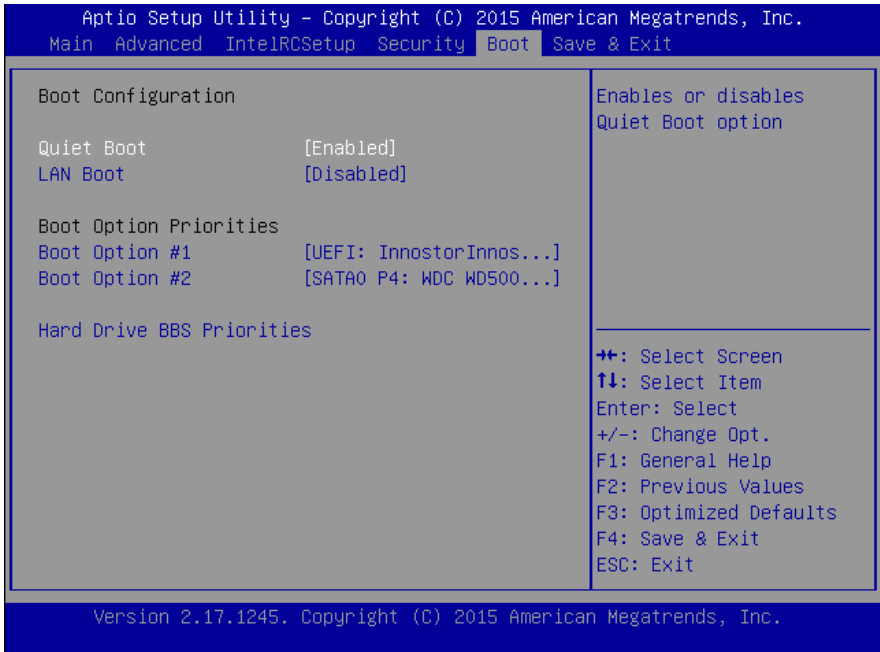 Aptio Setup Utility – Copyright (C) 2015 American Megatrends, Inc.
Main Advanced IntelRCSetup Security Boot Save & Exit
Boot Configuration
Quiet Boot [Enabled]
LAN Boot [Disabled]
Boot Option Priorities
Boot Option #1 [UEFI: InnostorInnos...]
Boot Option #2 [SATA0 P4: WDC WD500...]
Hard Drive BBS Priorities
Enables or disables
Quiet Boot option
→←: Select Screen
↑↓: Select Item
Enter: Select
+/-: Change Opt.
F1: General Help
F2: Previous Values
F3: Optimized Defaults
F4: Save & Exit
ESC: Exit
Version 2.17.1245. Copyright (C) 2015 American Megatrends, Inc.